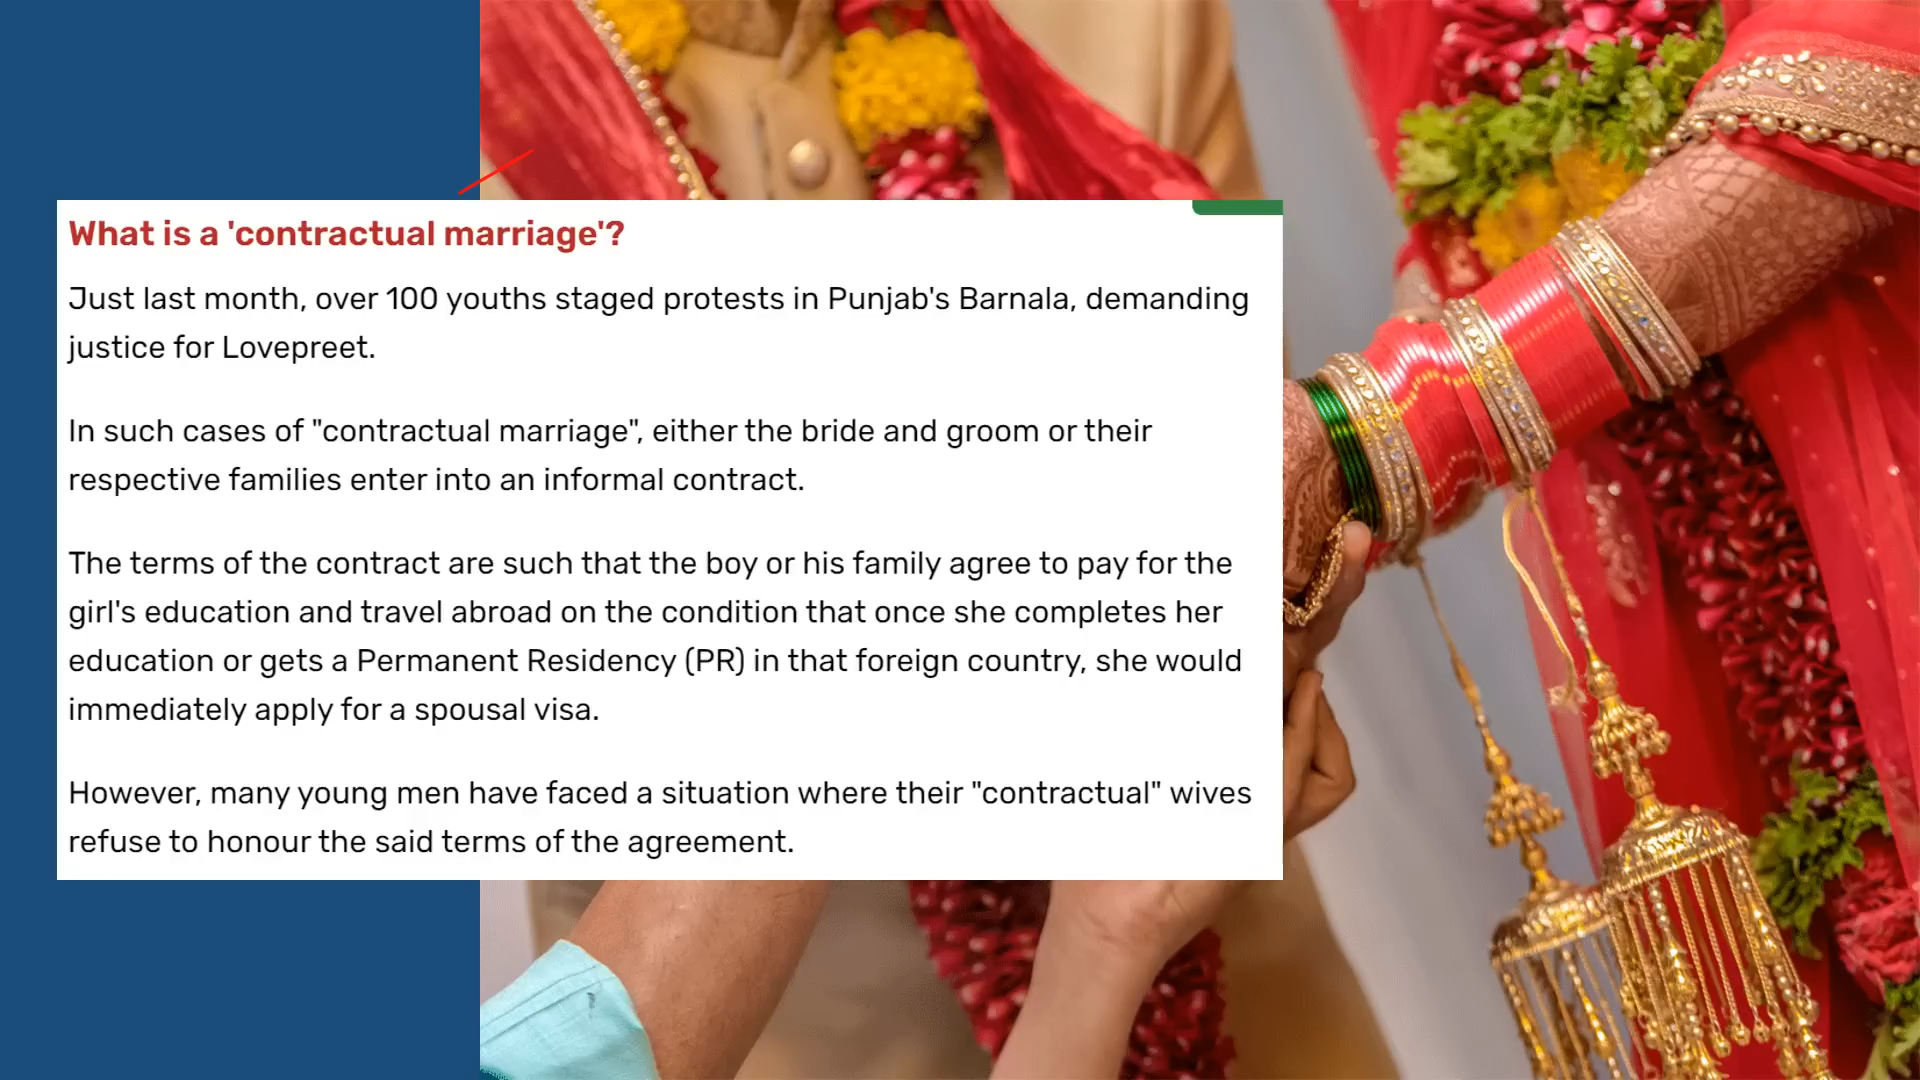 What is a 'contractual marriage'?
Just last month, over 100 youths staged protests in Punjab's Barnala, demanding
justice for Lovepreet.
In such cases of "contractual marriage", either the bride and groom or their
respective families enter into an informal contract.
The terms of the contract are such that the boy or his family agree to pay for the
girl's education and travel abroad on the condition that once she completes her
education or gets a Permanent Residency (PR) in that foreign country, she would
immediately apply for a spousal visa.
However, many young men have faced a situation where their "contractual" wives
refuse to honour the said terms of the agreement.